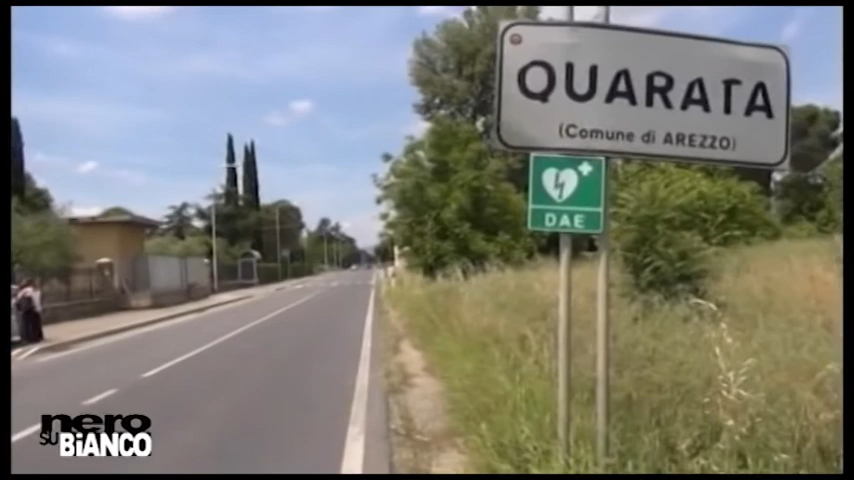 QUARATA
(Comune di AREZZO)
DAE
nero
SU BiANCO